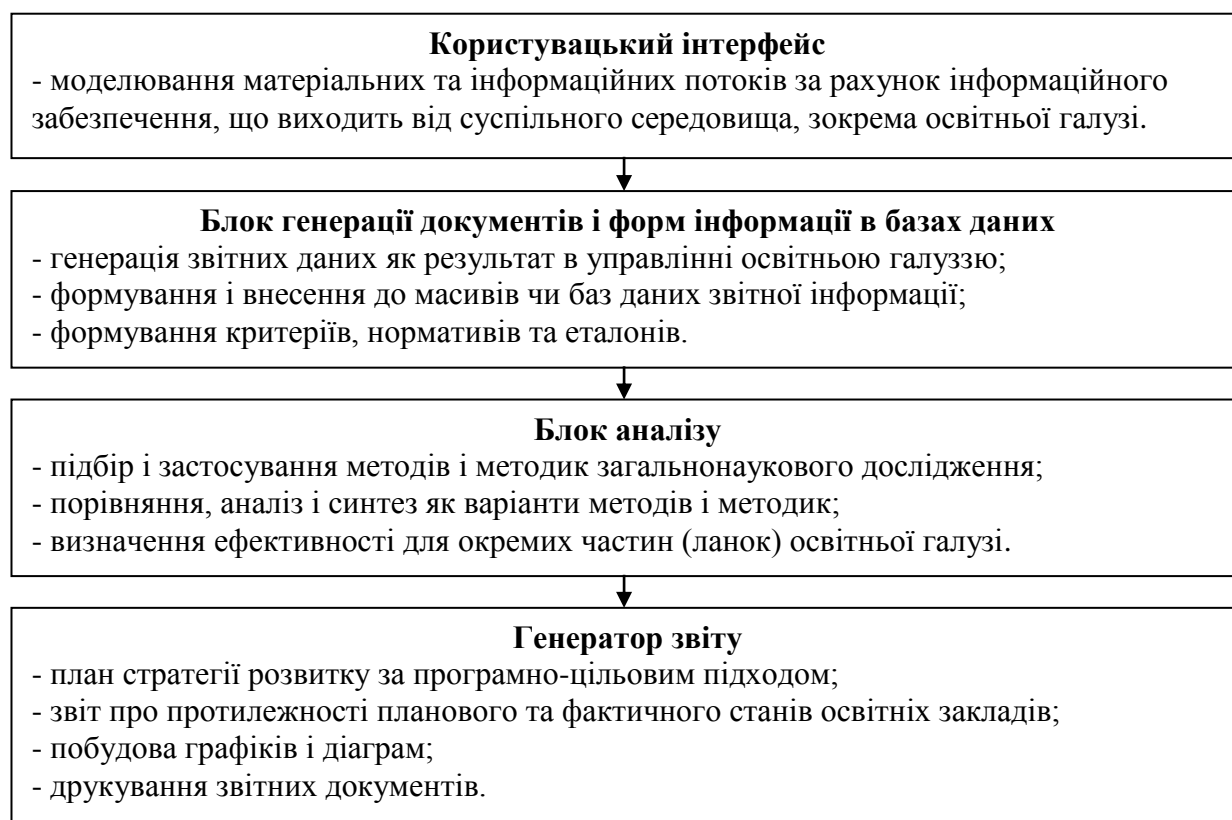 Користувацький інтерфейс
- моделювання матеріальних та інформаційних потоків за рахунок інформаційного
забезпечення, що виходить від суспільного середовища, зокрема освітньої галузі.
Блок генерації документів і форм інформації в базах даних
- генерація звітних даних як результат в управлінні освітньою галуззю;
- формування і внесення до масивів чи баз даних звітної інформації;
- формування критеріїв, нормативів та еталонів.
Блок аналізу
- підбір і застосування методів і методик загальнонаукового дослідження;
- порівняння, аналіз і синтез як варіанти методів і методик;
- визначення ефективності для окремих частин (ланок) освітньої галузі.
Генератор звіту
- план стратегії розвитку за програмно-цільовим підходом;
- звіт про протилежності планового та фактичного станів освітніх закладів;
- побудова графіків і діаграм;
- друкування звітних документів.